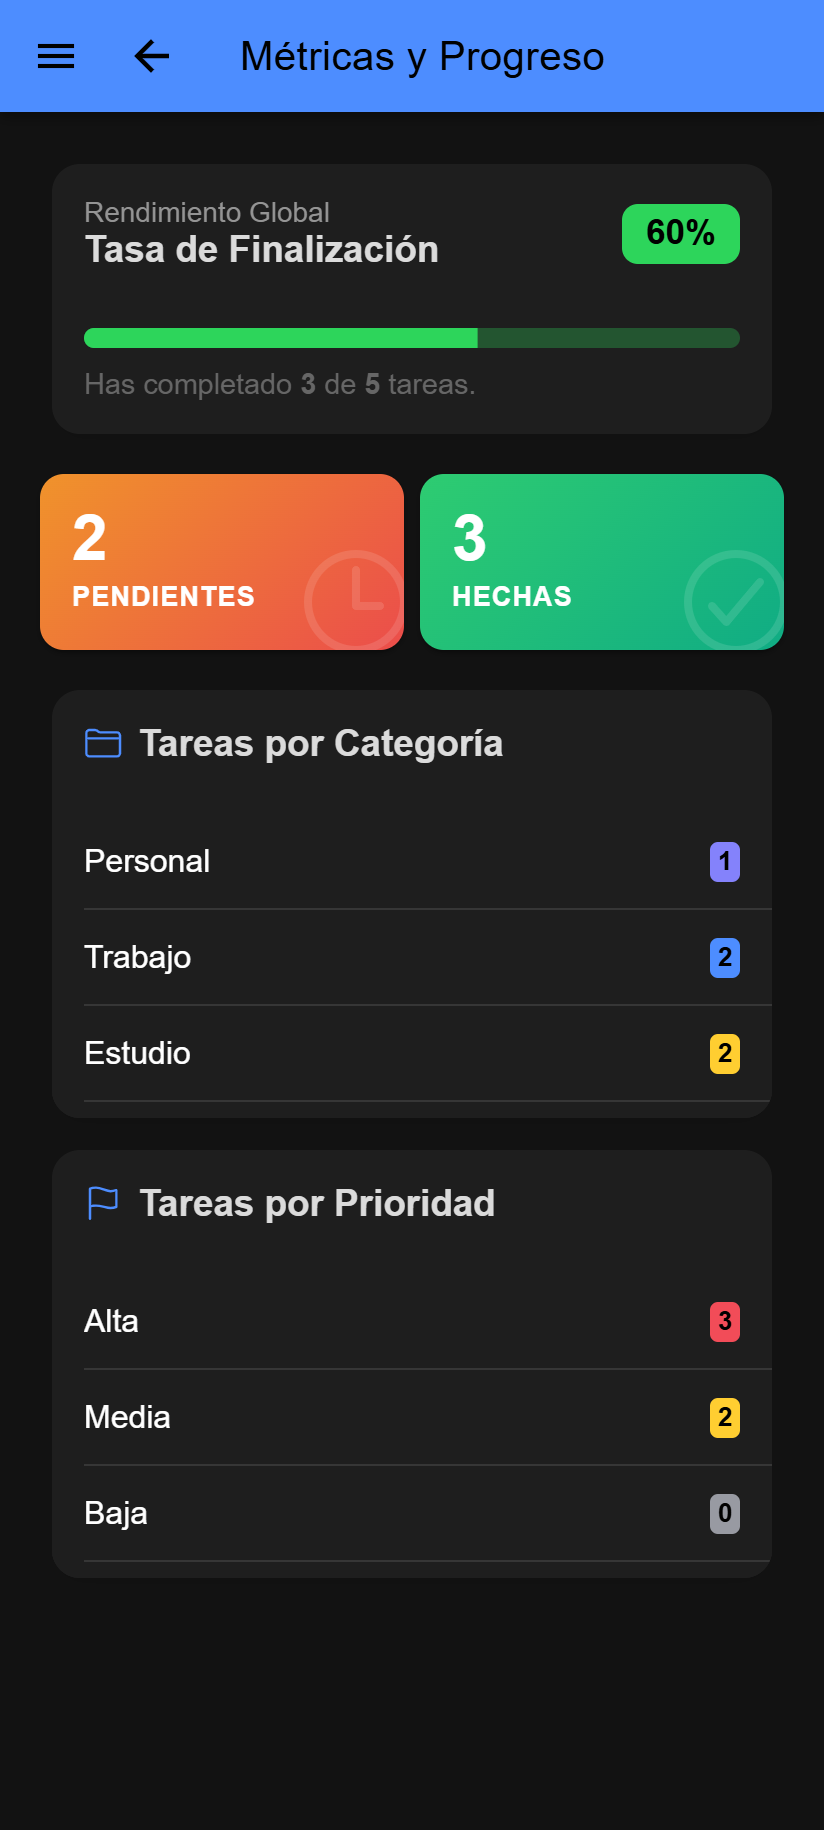 Métricas y Progreso
Rendimiento Global
Tasa de Finalización
60%
Has completado 3 de 5 tareas.
2
PENDIENTES
3
HECHAS
Tareas por Categoría
Personal 1
Trabajo 2
Estudio 2
Tareas por Prioridad
Alta 3
Media 2
Baja 0